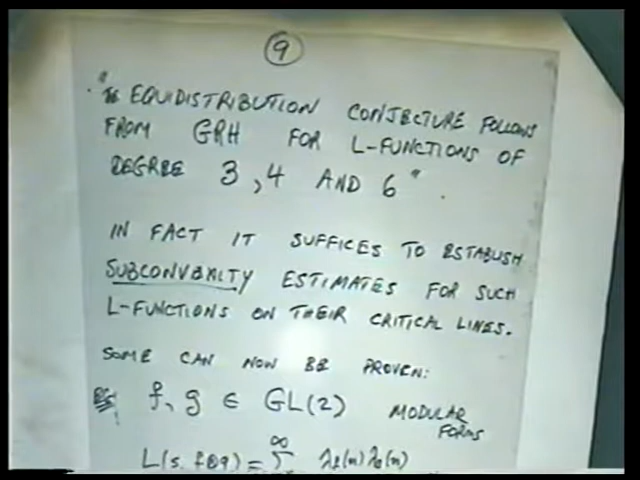 9
"EQUIDISTRIBUTION CONJECTURE FOLLOWS
FROM GRH FOR L-FUNCTIONS OF
DEGREE 3, 4 AND 6".
IN FACT IT SUFFICES TO ESTABLISH
SUBCONVEXITY ESTIMATES FOR SUCH
L-FUNCTIONS ON THEIR CRITICAL LINES.
SOME CAN NOW BE PROVEN:
f, g ∈ GL(2) MODULAR
FORMS
L(s, f⊗g) = ∞∑ λf(n)λg(n)